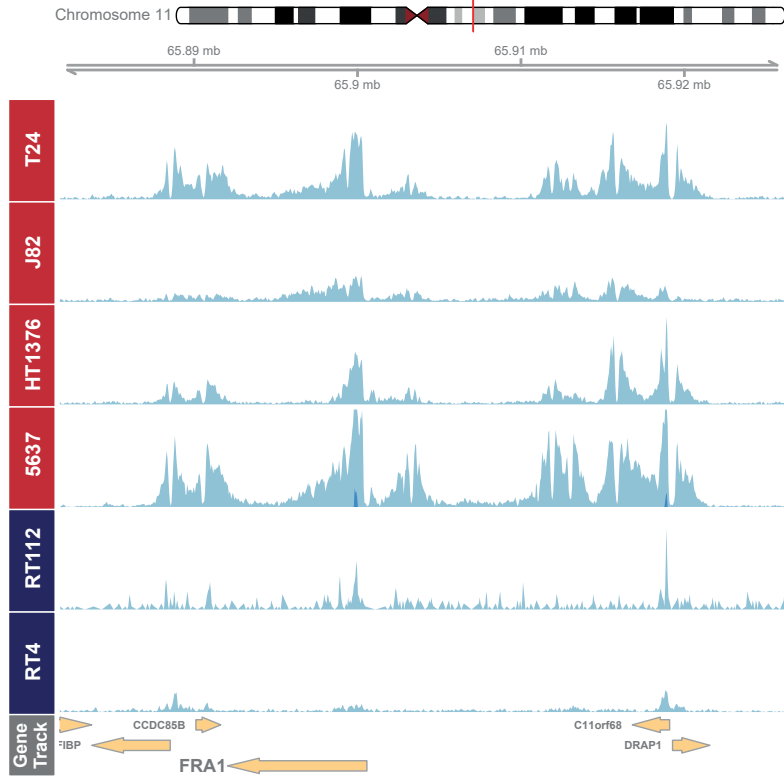 Chromosome 11
65.89 mb
65.91 mb
65.9 mb
65.92 mb
T24
J82
HT1376
5637
RT112
RT4
Gene
Track
CCDC85B
C11orf68
FIBP
DRAP1
FRA1